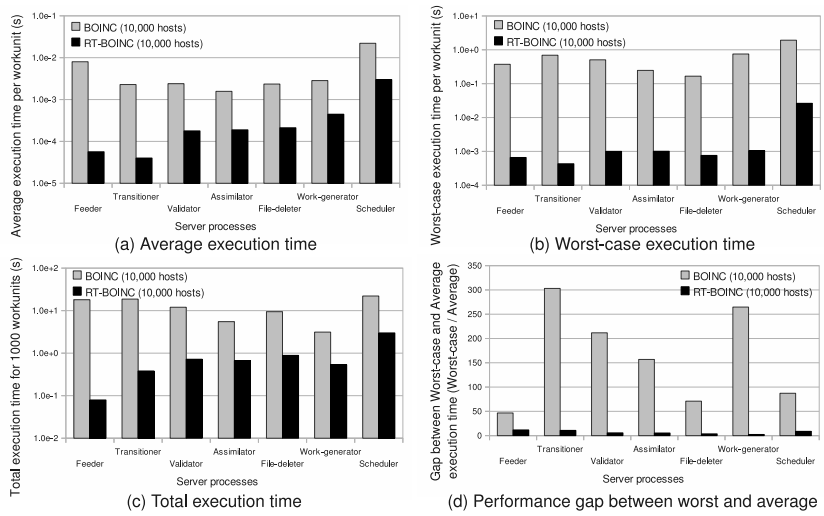 Average execution time per workunit (s)
1.0e+0
1.0e-1
1.0e-2
1.0e-3
1.0e-4
1.0e-5
BOINC (10,000 hosts)
RT-BOINC (10,000 hosts)
Feeder
Transitioner
Validator
Assimilator
File-deleter
Work-generator
Scheduler
Server processes
(a) Average execution time
Worst-case execution time per workunit (s)
1.0e+1
1.0e+0
1.0e-1
1.0e-2
1.0e-3
1.0e-4
BOINC (10,000 hosts)
RT-BOINC (10,000 hosts)
Feeder
Transitioner
Validator
Assimilator
File-deleter
Work-generator
Scheduler
Server processes
(b) Worst-case execution time
Total execution time for 1000 workunits (s)
1.0e+2
1.0e+1
1.0e+0
1.0e-1
1.0e-2
BOINC (10,000 hosts)
RT-BOINC (10,000 hosts)
Feeder
Transitioner
Validator
Assimilator
File-deleter
Work-generator
Scheduler
Server processes
(c) Total execution time
Gap between Worst-case and Average
execution time (Worst-case / Average)
350
300
250
200
150
100
50
0
BOINC (10,000 hosts)
RT-BOINC (10,000 hosts)
Feeder
Transitioner
Validator
Assimilator
File-deleter
Work-generator
Scheduler
Server processes
(d) Performance gap between worst and average